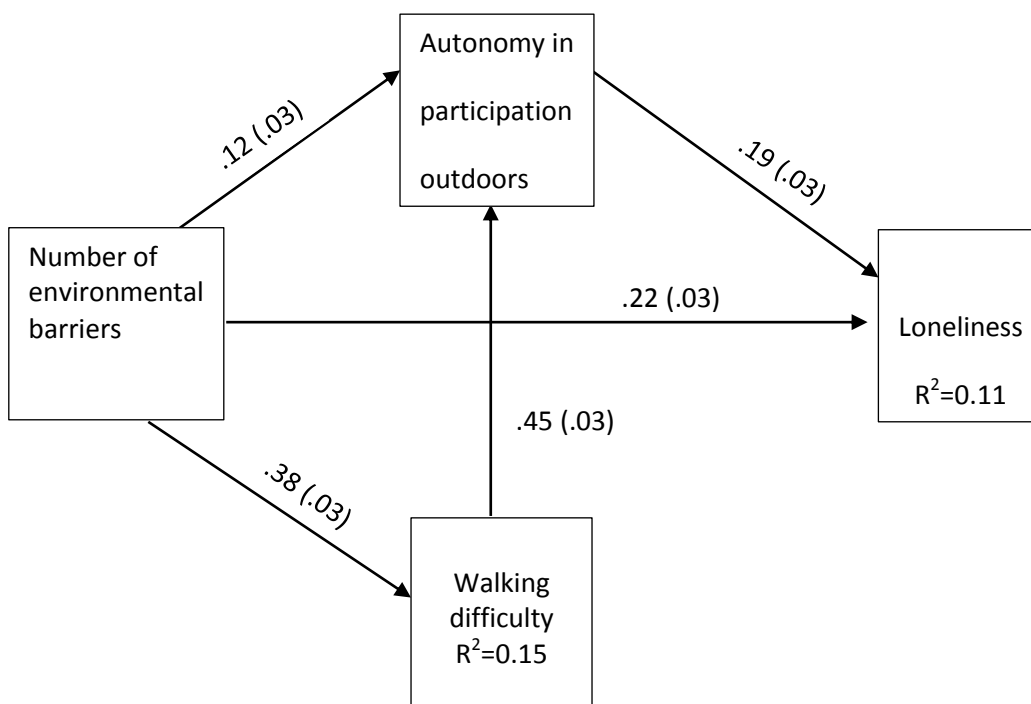 Autonomy in
participation
outdoors
.12 (.03)
.19 (.03)
Number of
environmental
barriers
.22 (.03)
Loneliness
R²=0.11
.45 (.03)
.38 (.03)
Walking
difficulty
R²=0.15